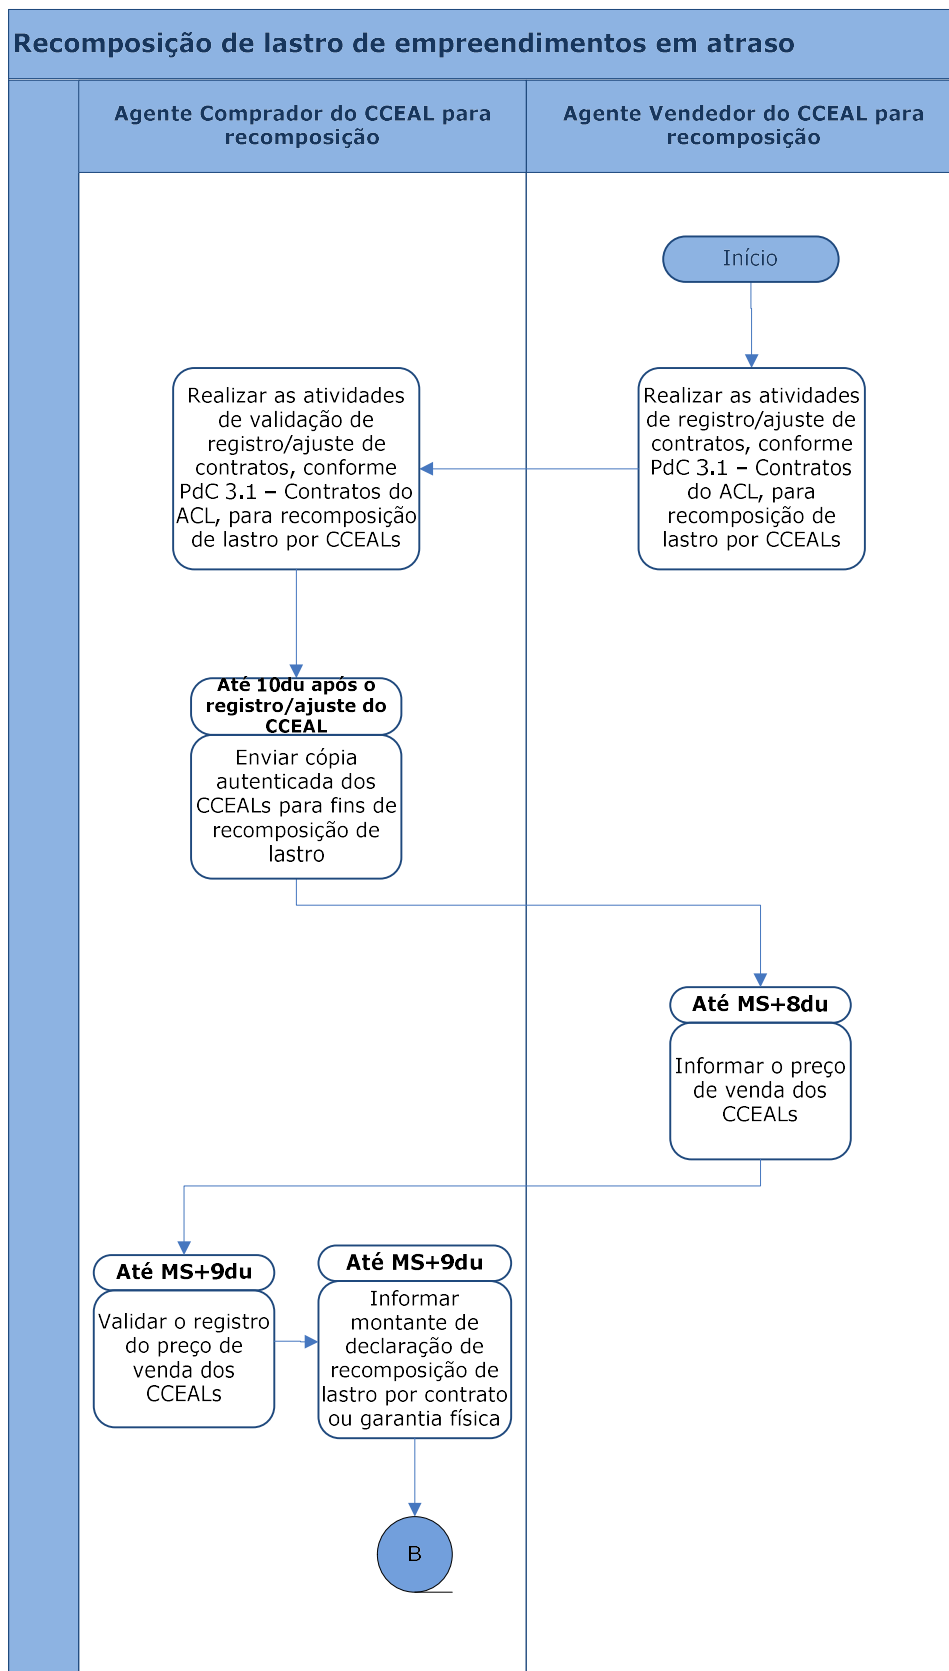 Recomposição de lastro de empreendimentos em atraso
Agente Comprador do CCEAL para
recomposição
Agente Vendedor do CCEAL para
recomposição
Início
Realizar as atividades
de registro/ajuste de
contratos, conforme
PdC 3.1 – Contratos
do ACL, para
recomposição de
lastro por CCEALs
Realizar as atividades
de validação de
registro/ajuste de
contratos, conforme
PdC 3.1 – Contratos do
ACL, para recomposição
de lastro por CCEALs
Até 10du após o
registro/ajuste do
CCEAL
Enviar cópia
autenticada dos
CCEALs para fins de
recomposição de
lastro
Até MS+8du
Informar o preço
de venda dos
CCEALs
Até MS+9du
Validar o registro
do preço de
venda dos
CCEALs
Até MS+9du
Informar
montante de
declaração de
recomposição de
lastro por contrato
ou garantia física
B